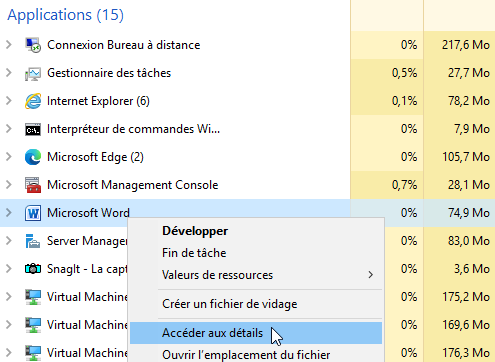 Applications (15)
Connexion Bureau à distance 0% 217,6 Mo
Gestionnaire des tâches 0,5% 27,7 Mo
Internet Explorer (6) 0,1% 78,2 Mo
Interpréteur de commandes Wi... 0% 7,9 Mo
Microsoft Edge (2) 0% 105,7 Mo
Microsoft Management Console 0,7% 28,1 Mo
Microsoft Word 0% 74,9 Mo
Développer
Server Manage 0% 83,0 Mo
Fin de tâche
SnagIt - La capt 0% 3,6 Mo
Valeurs de ressources
Virtual Machine 0% 175,2 Mo
Créer un fichier de vidage
Virtual Machine 0% 169,6 Mo
Accéder aux détails
Virtual Machine 0% 176,3 Mo
Ouvrir l'emplacement du fichier